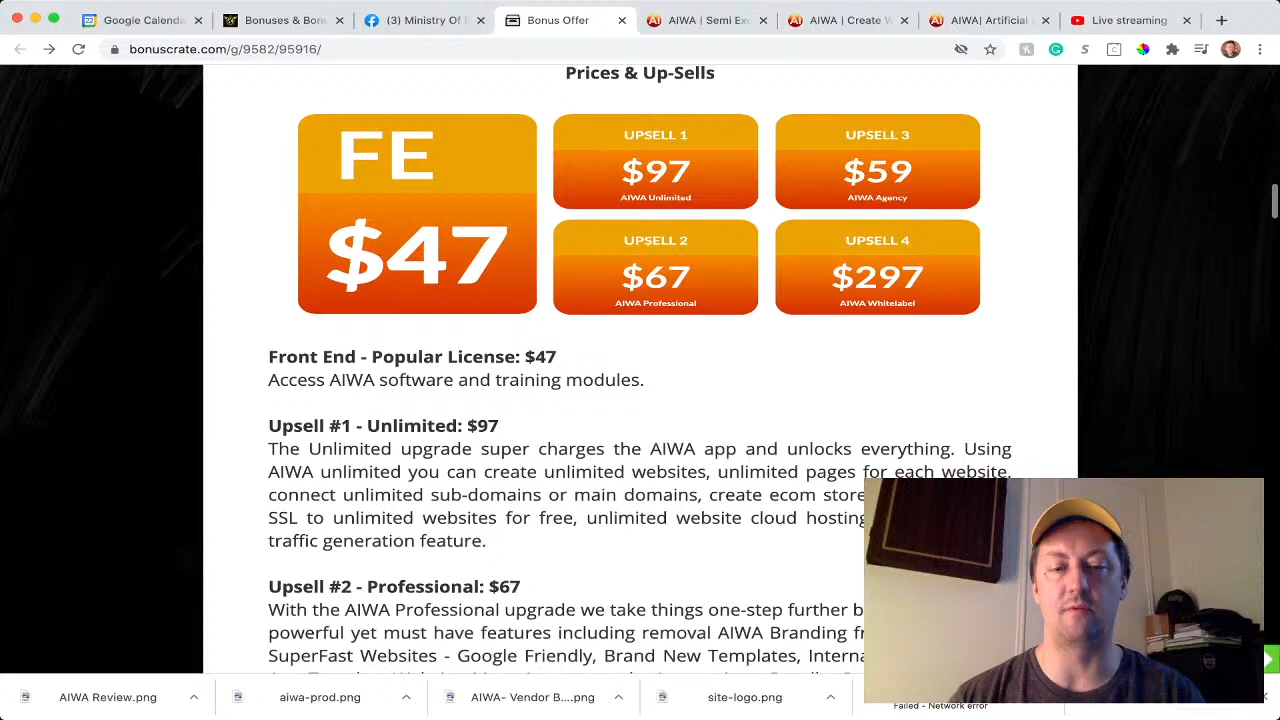 Google Calenda
Bonuses & Bon
(3) Ministry Of
Bonus Offer
AIWA | Semi Ex
AIWA | Create W
AIWA| Artificial
Live streaming
bonuscrate.com/g/9582/95916/
Prices & Up-Sells
FE
$47
UPSELL 1
$97
AIWA Unlimited
UPSELL 3
$59
AIWA Agency
UPSELL 2
$67
AIWA Professional
UPSELL 4
$297
AIWA Whitelabel
Front End - Popular License: $47
Access AIWA software and training modules.
Upsell #1 - Unlimited: $97
The Unlimited upgrade super charges the AIWA app and unlocks everything. Using
AIWA unlimited you can create unlimited websites, unlimited pages for each website,
connect unlimited sub-domains or main domains, create ecom store
SSL to unlimited websites for free, unlimited website cloud hosting
traffic generation feature.
Upsell #2 - Professional: $67
With the AIWA Professional upgrade we take things one-step further b
powerful yet must have features including removal AIWA Branding fr
SuperFast Websites - Google Friendly, Brand New Templates, Interna
AIWA Review.png
aiwa-prod.png
AIWA- Vendor B....png
site-logo.png
Failed - Network error